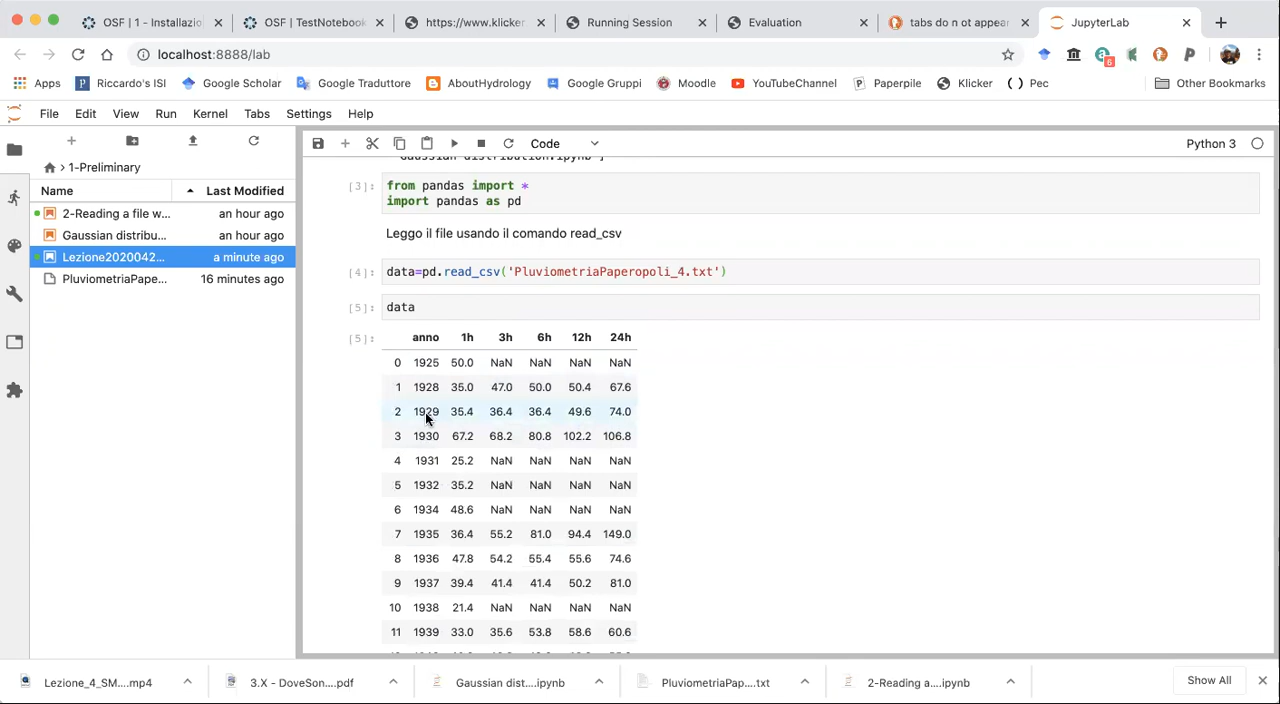 OSF | 1 - Installazio
OSF | TestNotebook
https://www.klicker.
Running Session
Evaluation
tabs do n ot appea
JupyterLab
localhost:8888/lab
6
Apps
Riccardo's ISI
Google Scholar
Google Traduttore
AboutHydrology
Google Gruppi
Moodle
YouTubeChannel
Paperpile
Klicker
Pec
Other Bookmarks
File Edit View Run Kernel Tabs Settings Help
Code
Python 3
> 1-Preliminary
Name Last Modified
2-Reading a file w... an hour ago
Gaussian distribu... an hour ago
Lezione2020042... a minute ago
PluviometriaPape... 16 minutes ago
[3]: from pandas import *
import pandas as pd
Leggo il file usando il comando read_csv
[4]: data=pd.read_csv('PluviometriaPaperopoli_4.txt')
[5]: data
[5]: anno 1h 3h 6h 12h 24h
0 1925 50.0 NaN NaN NaN NaN
1 1928 35.0 47.0 50.0 50.4 67.6
2 1929 35.4 36.4 36.4 49.6 74.0
3 1930 67.2 68.2 80.8 102.2 106.8
4 1931 25.2 NaN NaN NaN NaN
5 1932 35.2 NaN NaN NaN NaN
6 1934 48.6 NaN NaN NaN NaN
7 1935 36.4 55.2 81.0 94.4 149.0
8 1936 47.8 54.2 55.4 55.6 74.6
9 1937 39.4 41.4 41.4 50.2 81.0
10 1938 21.4 NaN NaN NaN NaN
11 1939 33.0 35.6 53.8 58.6 60.6
Lezione_4_SM....mp4
3.X - DoveSon....pdf
Gaussian dist....ipynb
PluviometriaPap....txt
2-Reading a....ipynb
Show All